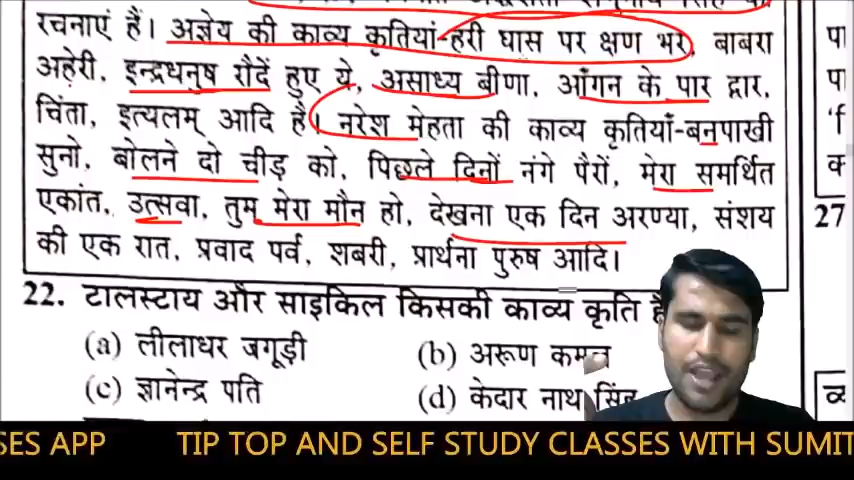 रचनाएं हैं। अज्ञेय की काव्य कृतियां-हरी घास पर क्षण भर, बाबरा
अहेरी, इन्द्रधनुष रौदें हुए ये, असाध्य बीणा, आँगन के पार द्वार,
चिंता, इत्यलम् आदि है। नरेश मेहता की काव्य कृतियाँ-बनपाखी
सुनो, बोलने दो चीड़ को, पिछले दिनों नंगे पैरों, मेरा समर्थित
एकांत, उत्सवा, तुम मेरा मौन हो, देखना एक दिन अरण्या, संशय
की एक रात, प्रवाद पर्व, शबरी, प्रार्थना पुरुष आदि।
22. टालस्टाय और साइकिल किसकी काव्य कृति है
(a) लीलाधर जगूड़ी (b) अरूण कमल
(c) ज्ञानेन्द्र पति (d) केदार नाथ सिंह
27
SES APP TIP TOP AND SELF STUDY CLASSES WITH SUMIT